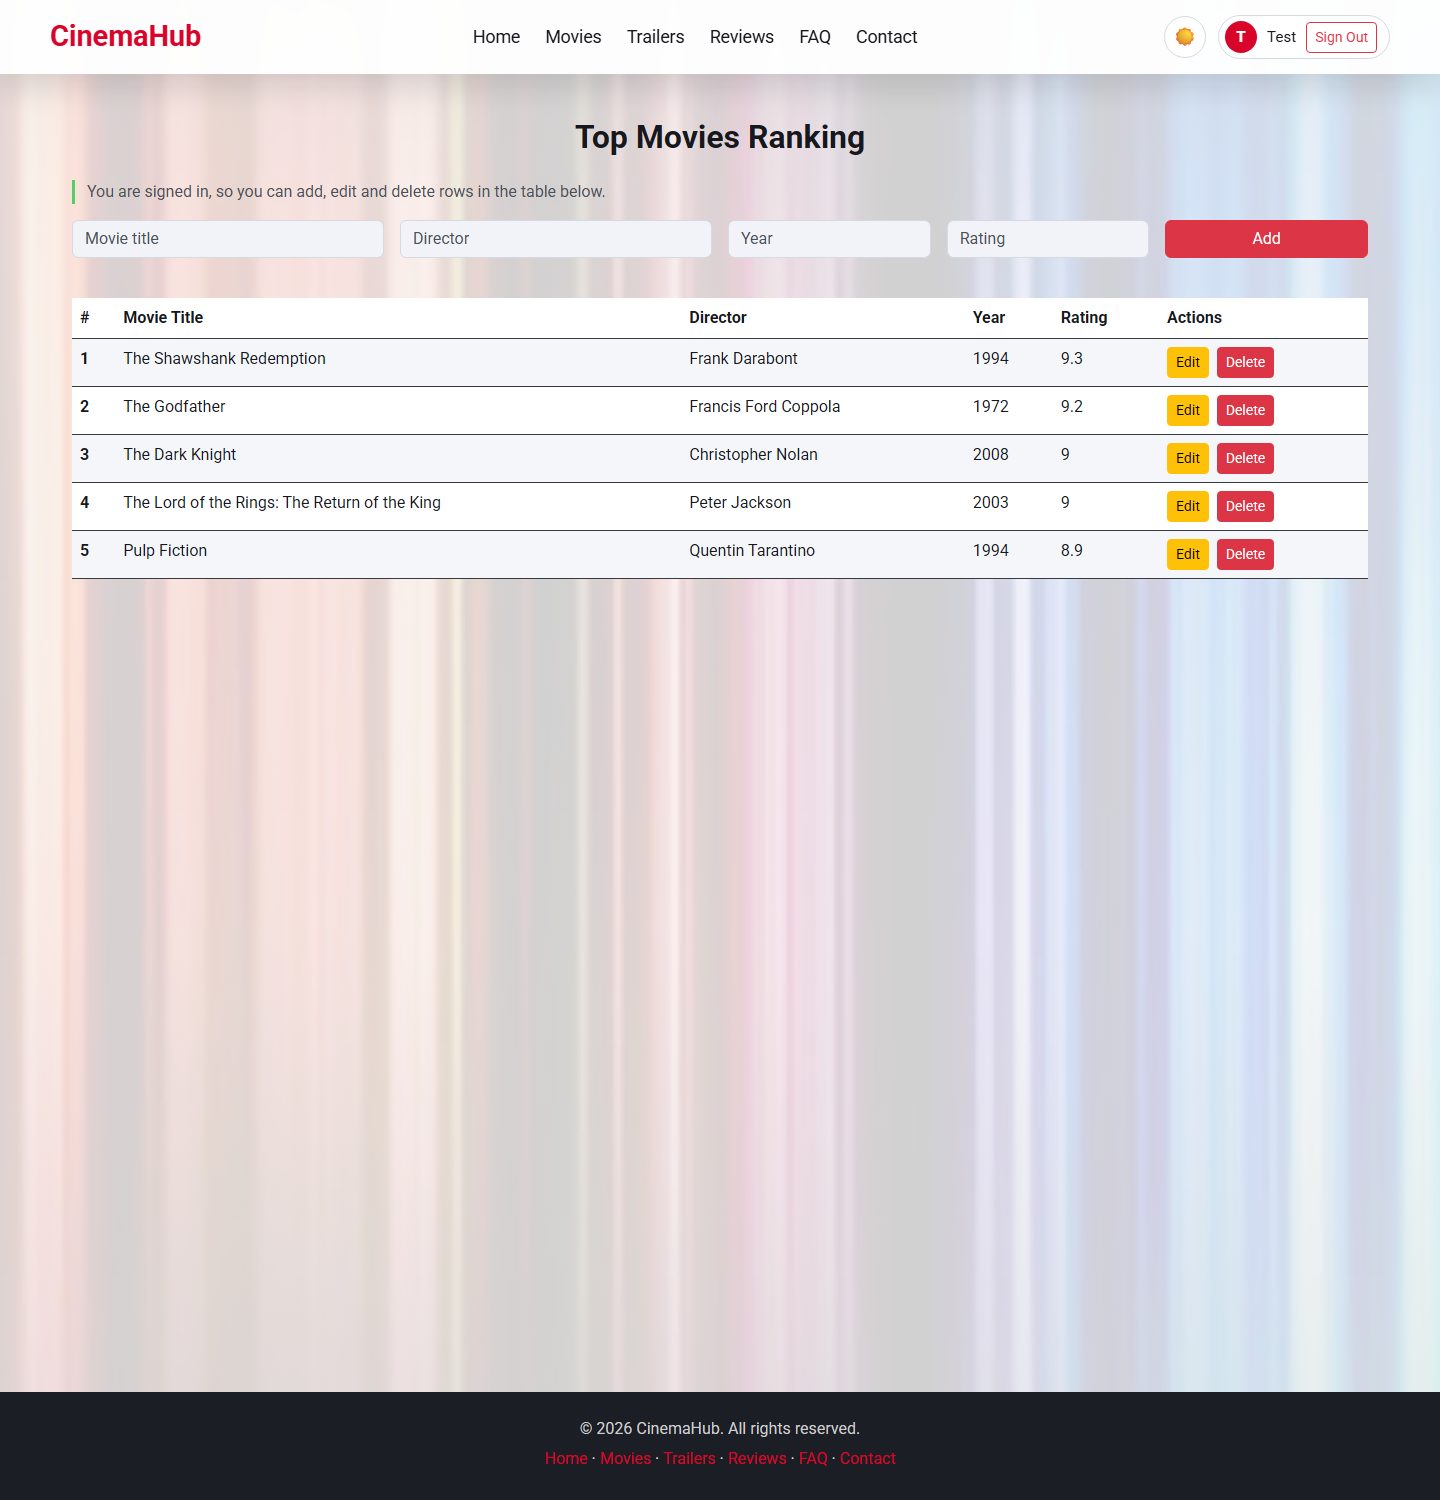 CinemaHub Home Movies Trailers Reviews FAQ Contact T Test Sign Out
Top Movies Ranking
You are signed in, so you can add, edit and delete rows in the table below.
Movie title Director Year Rating Add
# Movie Title Director Year Rating Actions
1 The Shawshank Redemption Frank Darabont 1994 9.3 Edit Delete
2 The Godfather Francis Ford Coppola 1972 9.2 Edit Delete
3 The Dark Knight Christopher Nolan 2008 9 Edit Delete
4 The Lord of the Rings: The Return of the King Peter Jackson 2003 9 Edit Delete
5 Pulp Fiction Quentin Tarantino 1994 8.9 Edit Delete
© 2026 CinemaHub. All rights reserved.
Home · Movies · Trailers · Reviews · FAQ · Contact